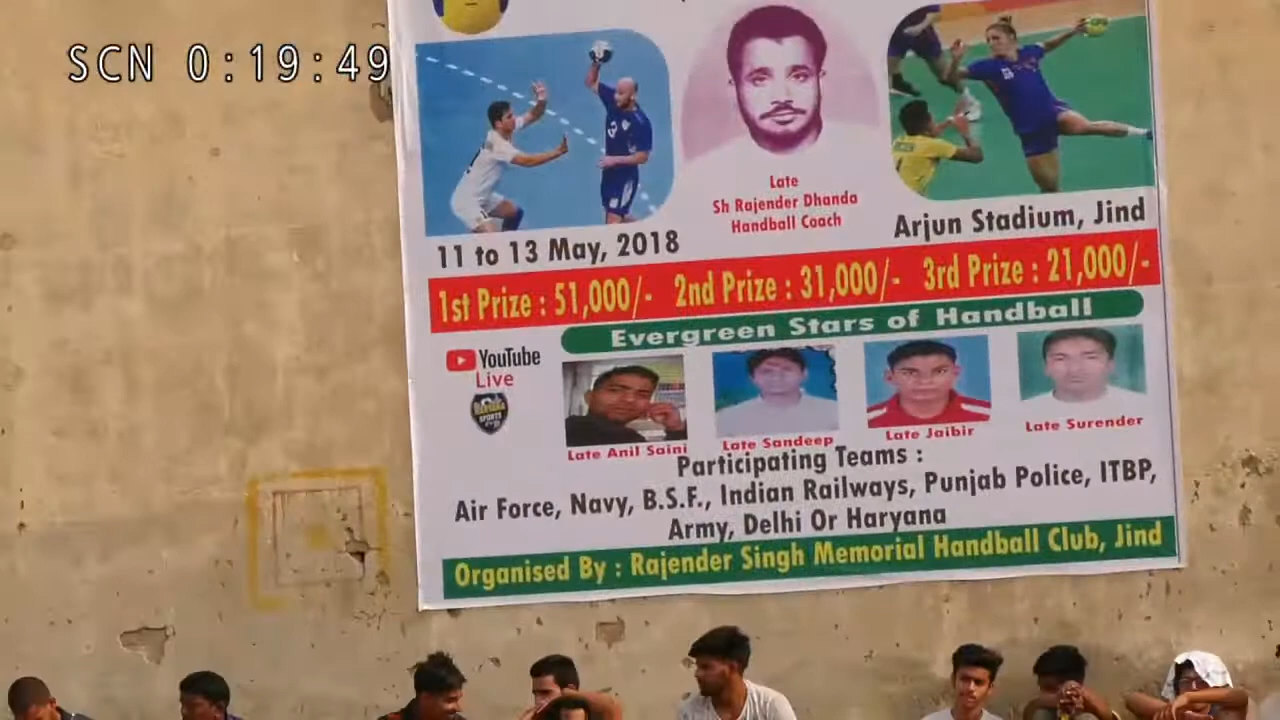 SCN 0:19:49
Late
Sh Rajender Dhanda
Handball Coach
11 to 13 May, 2018
Arjun Stadium, Jind
1st Prize : 51,000/- 2nd Prize : 31,000/- 3rd Prize : 21,000/-
Evergreen Stars of Handball
YouTube
Live
HARYANA
SPORTS
Late Anil Saini
Late Sandeep
Late Jaibir
Late Surender
Participating Teams :
Air Force, Navy, B.S.F., Indian Railways, Punjab Police, ITBP,
Army, Delhi Or Haryana
Organised By : Rajender Singh Memorial Handball Club, Jind